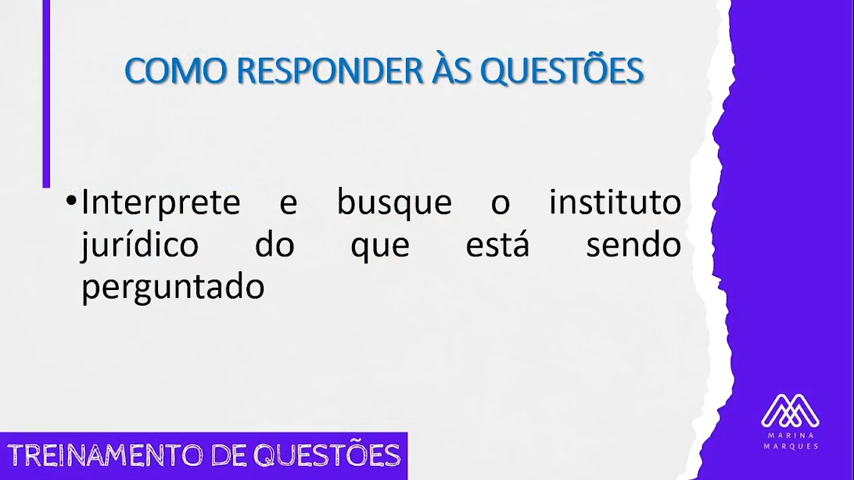 COMO RESPONDER ÀS QUESTÕES
•Interprete e busque o instituto
jurídico do que está sendo
perguntado
TREINAMENTO DE QUESTÕES
MARINA
MARQUES